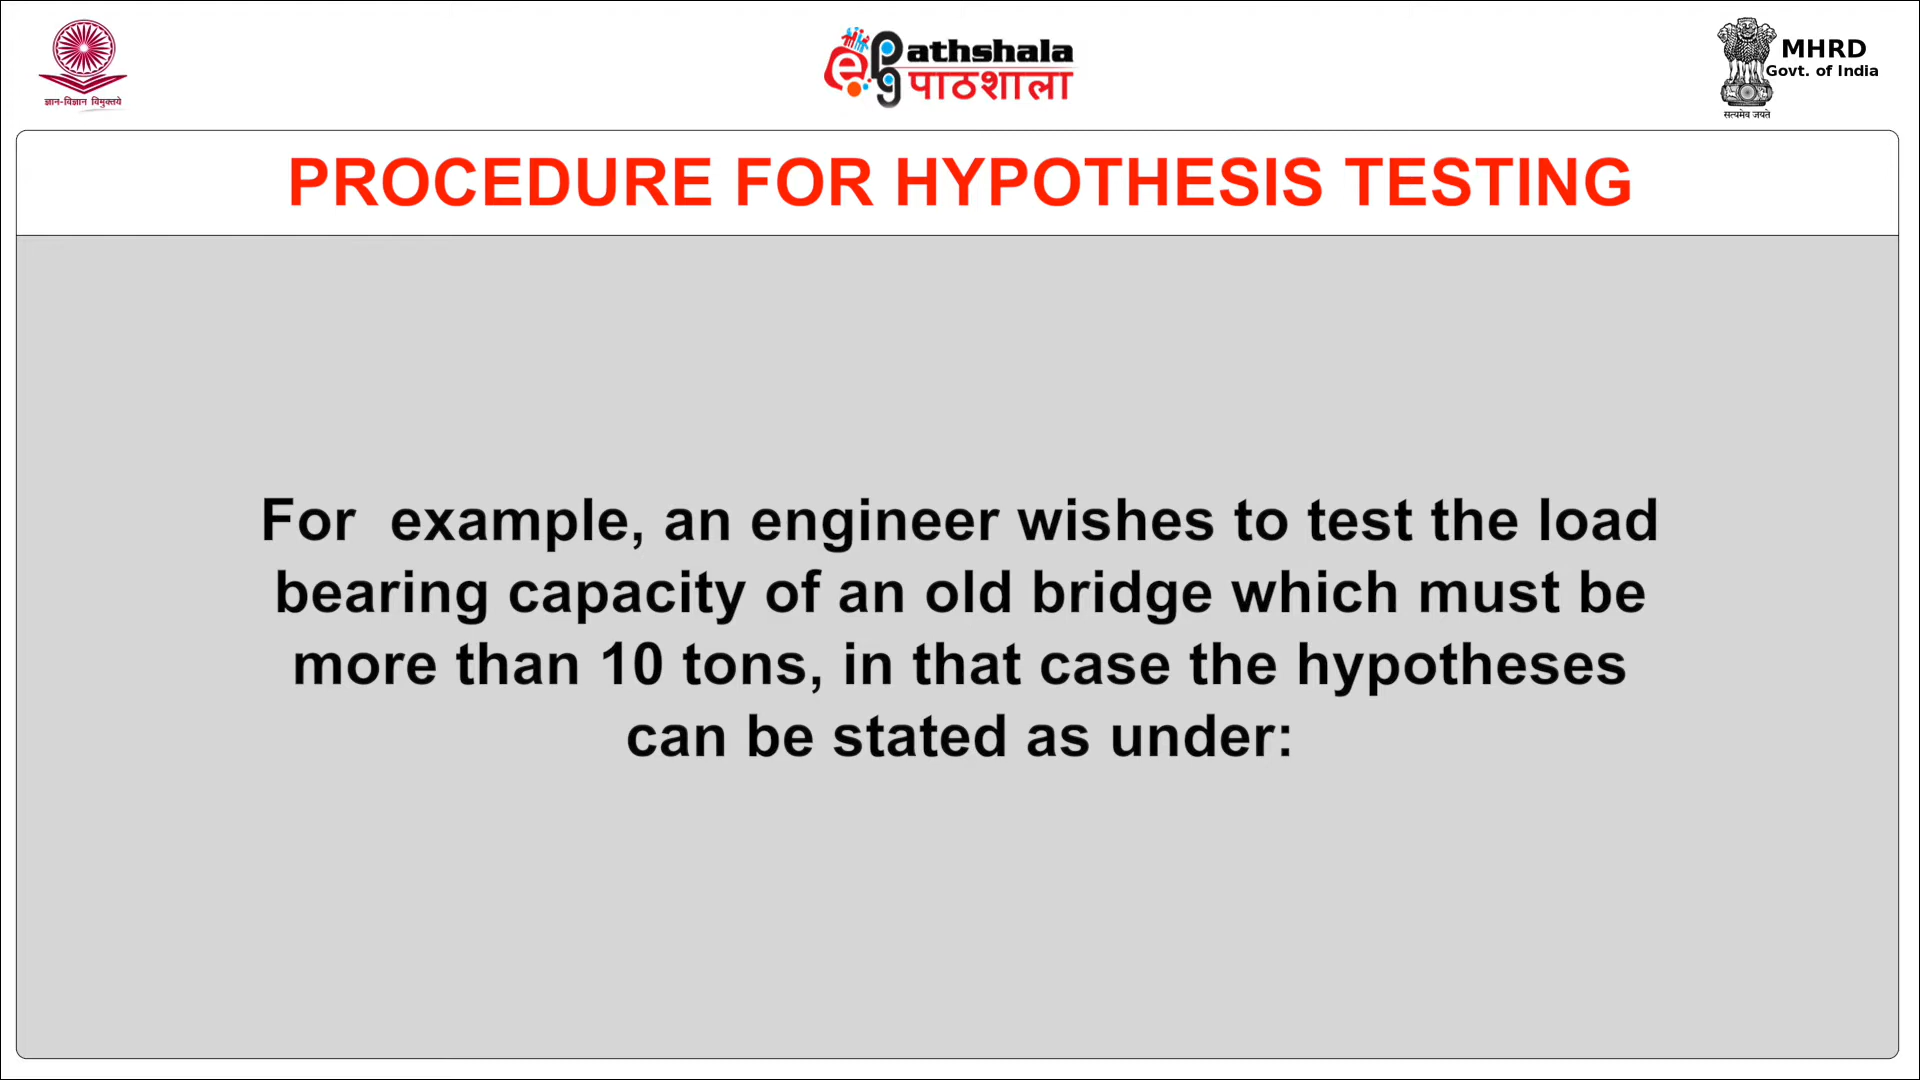 ज्ञान-विज्ञान विमुक्तये
epg
athshala
पाठशाला
MHRD
Govt. of India
सत्यमेव जयते
PROCEDURE FOR HYPOTHESIS TESTING
For example, an engineer wishes to test the load
bearing capacity of an old bridge which must be
more than 10 tons, in that case the hypotheses
can be stated as under: